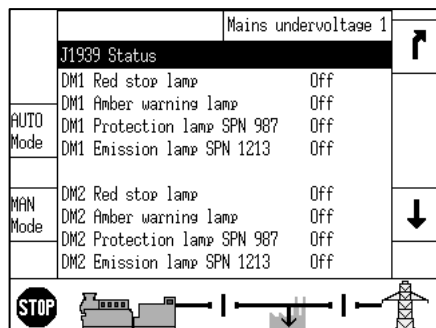 Mains undervoltage 1
J1939 Status
DM1 Red stop lamp Off
DM1 Amber warning lamp Off
DM1 Protection lamp SPN 987 Off
DM1 Emission lamp SPN 1213 Off
DM2 Red stop lamp Off
DM2 Amber warning lamp Off
DM2 Protection lamp SPN 987 Off
DM2 Emission lamp SPN 1213 Off
AUTO
Mode
MAN
Mode
STOP